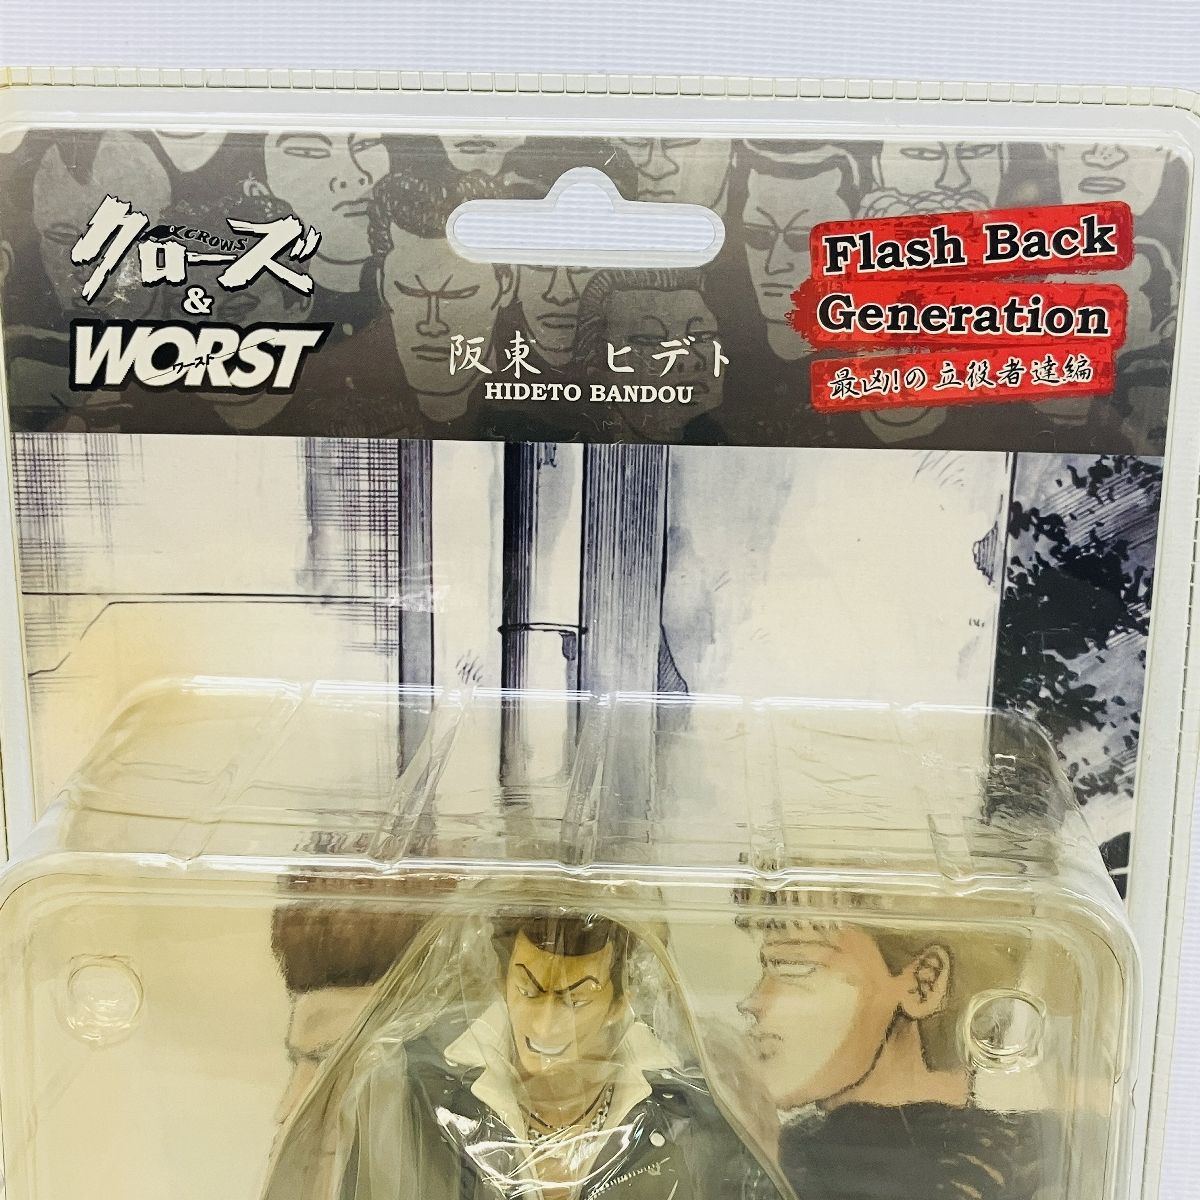 クローズ
CROWS
&
WORST
ワースト
阪東 ヒデト
HIDETO BANDOU
Flash Back
Generation
最凶!の立役者達編